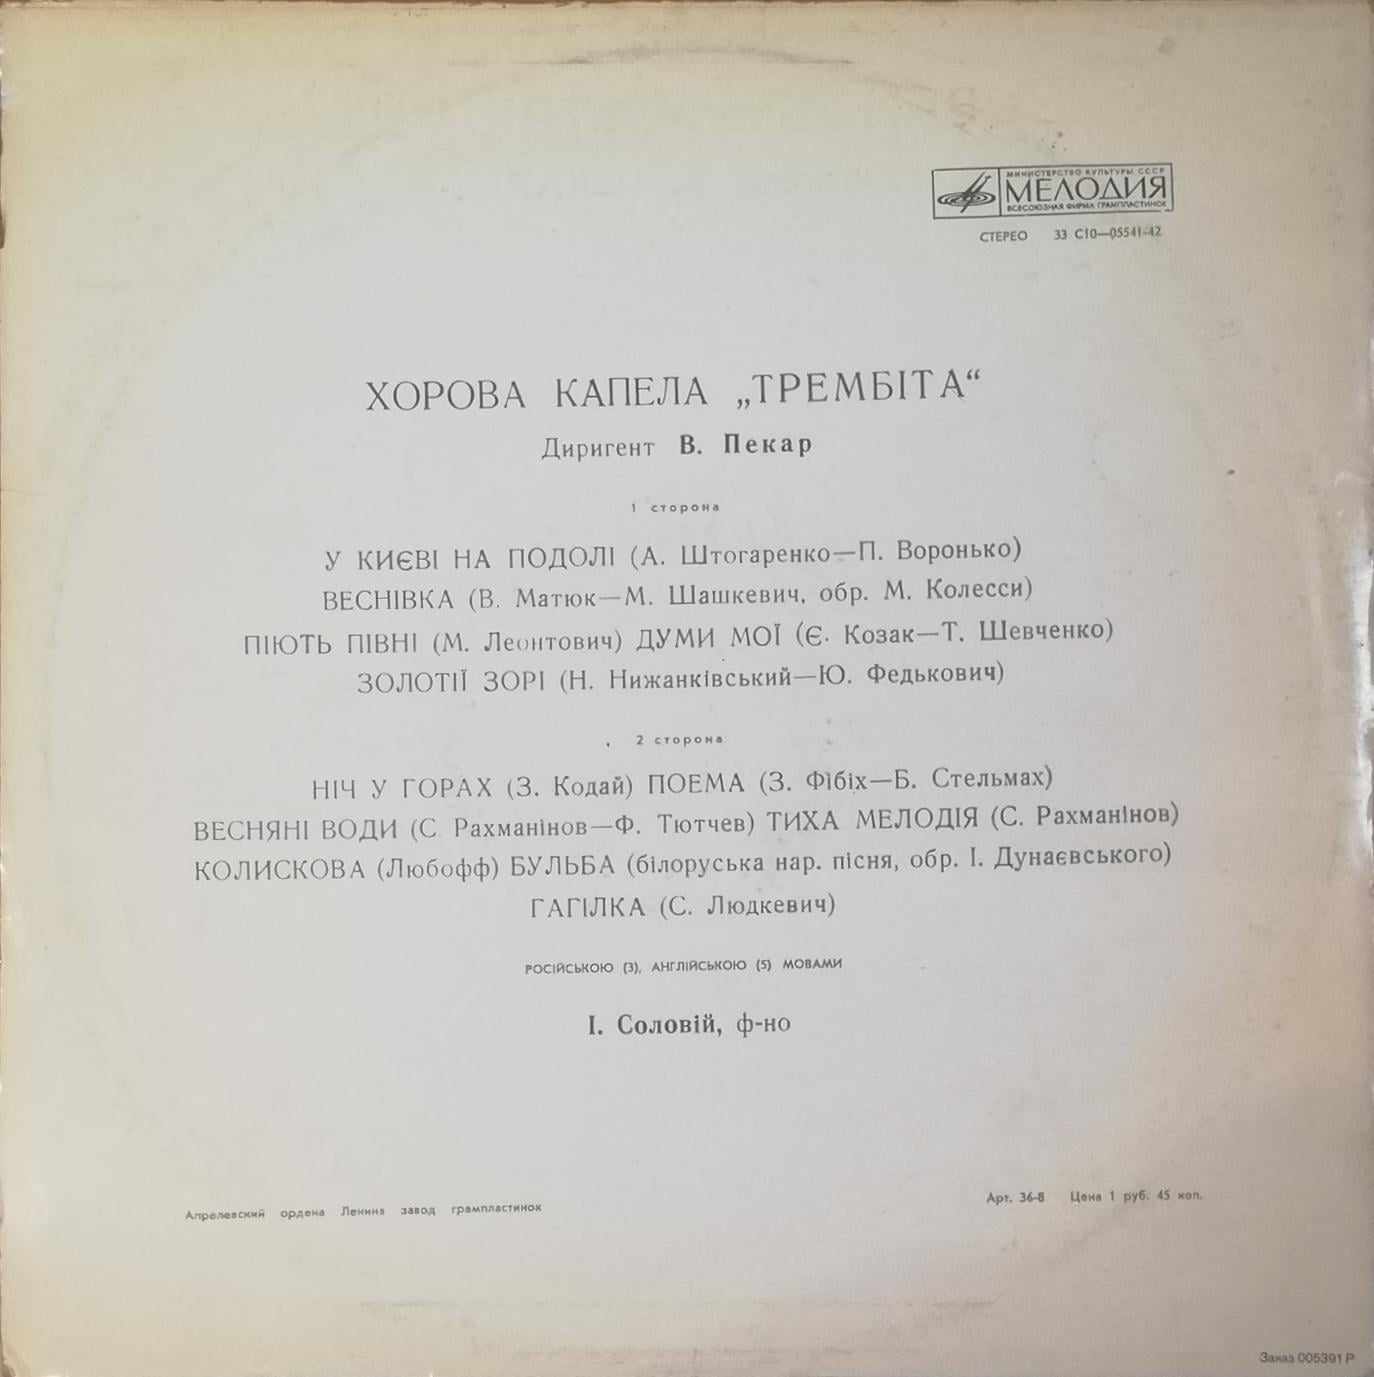 МИНИСТЕРСТВО КУЛЬТУРЫ СССР
МЕЛОДИЯ
ВСЕСОЮЗНАЯ ФИРМА ГРАМПЛАСТИНОК
СТЕРЕО 33 С10—05541-42
ХОРОВА КАПЕЛА „ТРЕМБІТА“
Диригент В. Пекар
1 сторона
У КИЄВІ НА ПОДОЛІ (А. Штогаренко—П. Воронько)
ВЕСНІВКА (В. Матюк—М. Шашкевич, обр. М. Колесси)
ПІЮТЬ ПІВНІ (М. Леонтович) ДУМИ МОЇ (Є. Козак—Т. Шевченко)
ЗОЛОТІЇ ЗОРІ (Н. Нижанківський—Ю. Федькович)
2 сторона
НІЧ У ГОРАХ (З. Кодай) ПОЕМА (З. Фібіх—Б. Стельмах)
ВЕСНЯНІ ВОДИ (С. Рахманінов—Ф. Тютчев) ТИХА МЕЛОДІЯ (С. Рахманінов)
КОЛИСКОВА (Любофф) БУЛЬБА (білоруська нар. пісня, обр. І. Дунаєвського)
ГАГІЛКА (С. Людкевич)
РОСІЙСЬКОЮ (3), АНГЛІЙСЬКОЮ (5) МОВАМИ
І. Соловій, ф-но
Арт. 36-8 Цена 1 руб. 45 коп.
Апрелевский ордена Ленина завод грампластинок
Заказ 005391 Р